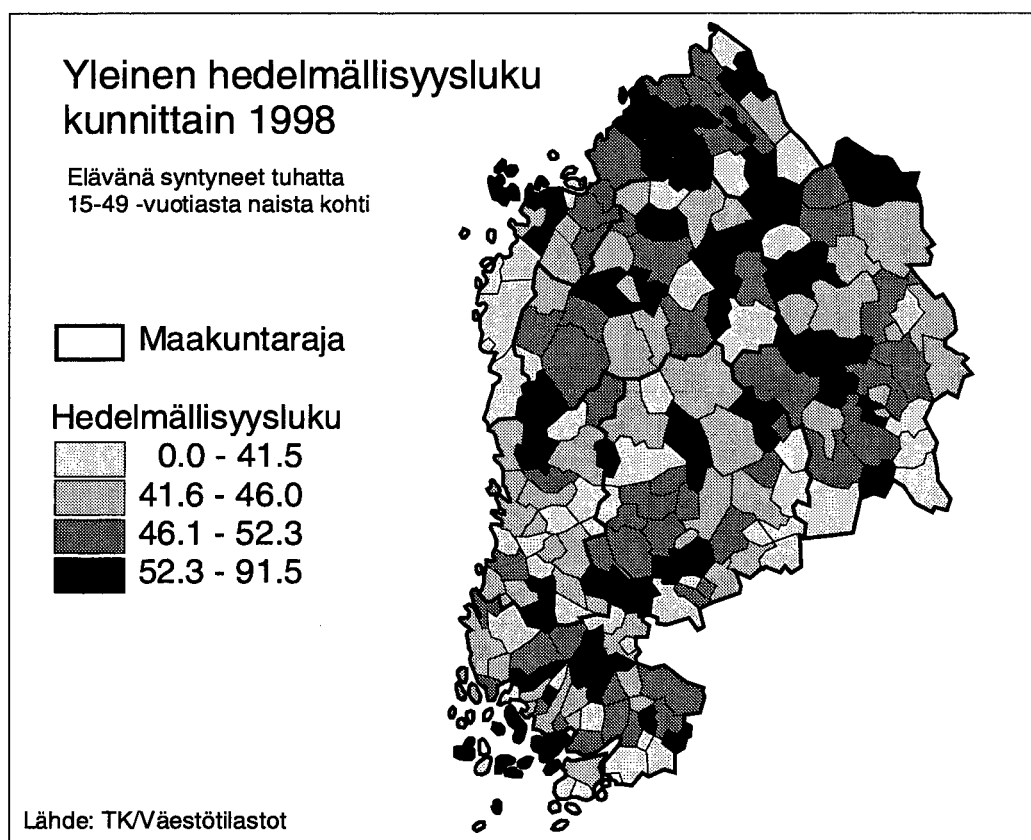 Yleinen hedelmällisyysluku
kunnittain 1998
Elävänä syntyneet tuhatta
15-49 -vuotiasta naista kohti
Maakuntaraja
Hedelmällisyysluku
0.0 - 41.5
41.6 - 46.0
46.1 - 52.3
52.3 - 91.5
Lähde: TK/Väestötilastot